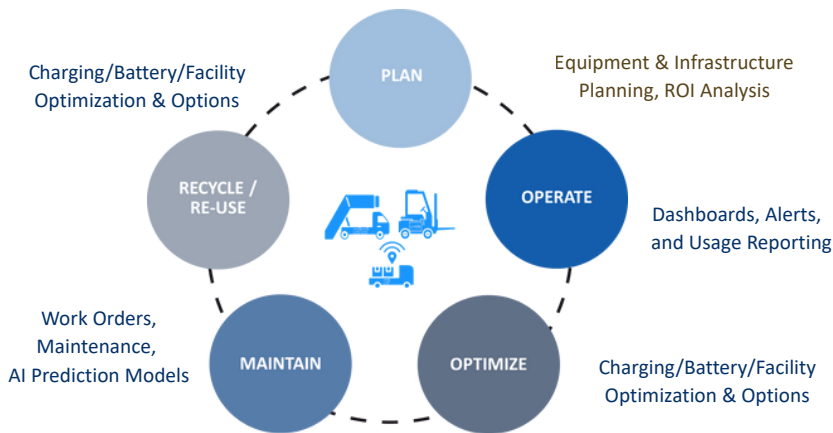 PLAN
Equipment & Infrastructure
Planning, ROI Analysis
OPERATE
Dashboards, Alerts,
and Usage Reporting
OPTIMIZE
Charging/Battery/Facility
Optimization & Options
MAINTAIN
Work Orders,
Maintenance,
AI Prediction Models
RECYCLE /
RE-USE
Charging/Battery/Facility
Optimization & Options